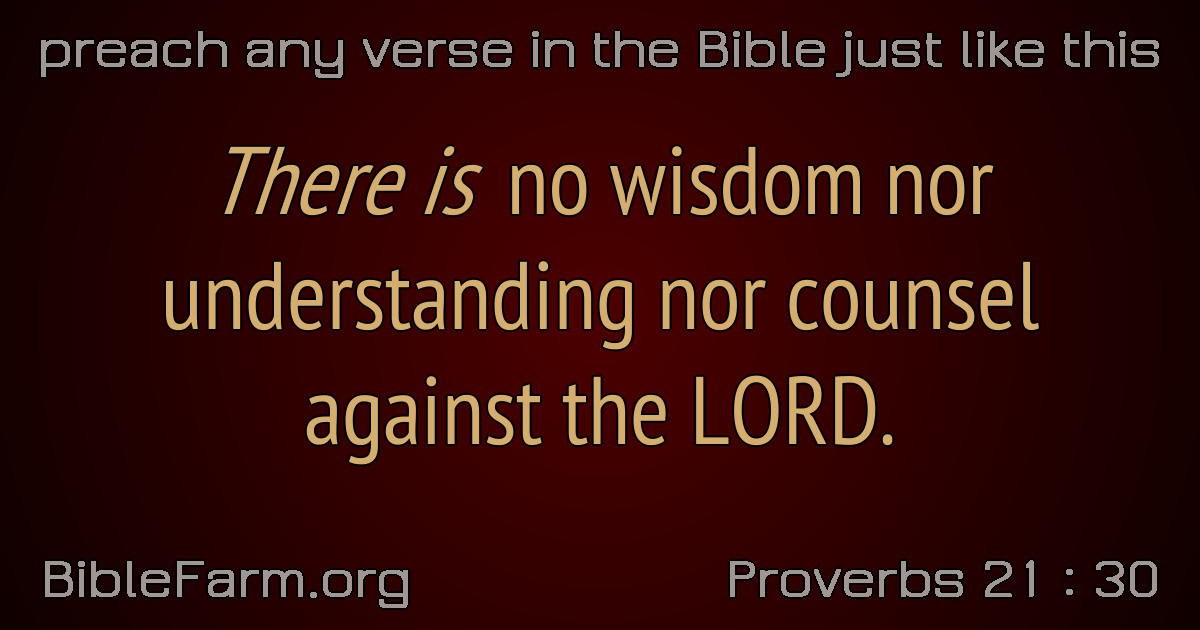 preach any verse in the Bible just like this
There is no wisdom nor
understanding nor counsel
against the LORD.
BibleFarm.org
Proverbs 21 : 30